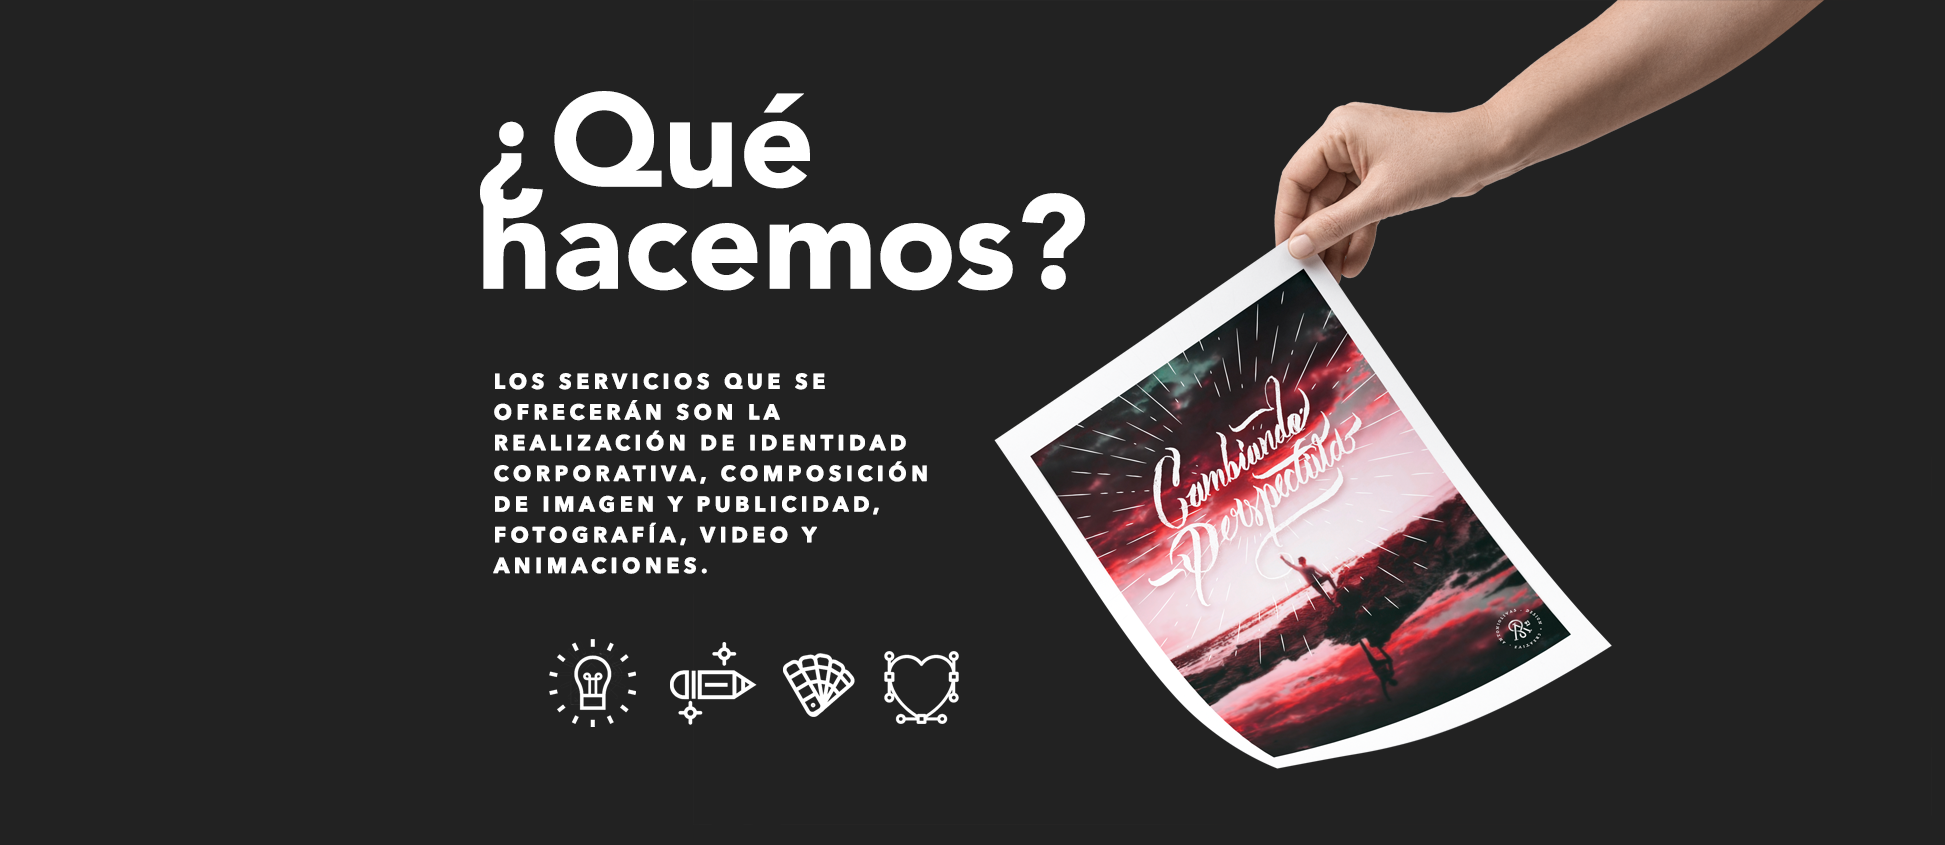 ¿Qué
hacemos?
LOS SERVICIOS QUE SE
OFRECERÁN SON LA
REALIZACIÓN DE IDENTIDAD
CORPORATIVA, COMPOSICIÓN
DE IMAGEN Y PUBLICIDAD,
FOTOGRAFÍA, VIDEO Y
ANIMACIONES.
Cambiando
Perspectivas